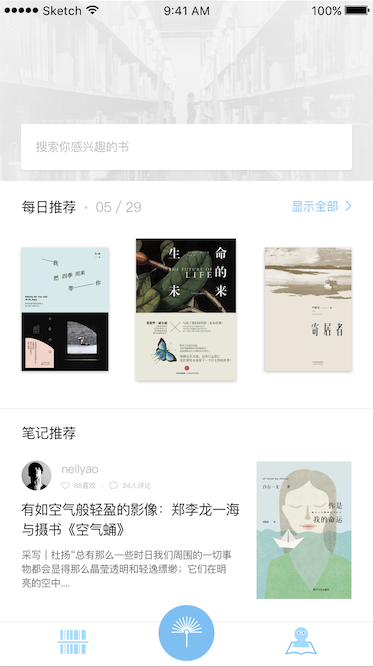 Sketch 9:41 AM 100%
搜索你感兴趣的书
每日推荐 • 05 / 29 显示全部
我
把 四季 用来
等 你
生命
的
未来
THE FUTURE OF
LIFE
寄居者
笔记推荐
neilyao
88喜欢 • 24人评论
有如空气般轻盈的影像：郑李龙一海
与摄书《空气蛹》
采写 | 杜扬“总有那么一些时日我们周围的一切事
物都会显得那么晶莹透明和轻逸缥缈；它们在明
亮的空中....
你是
我的命运